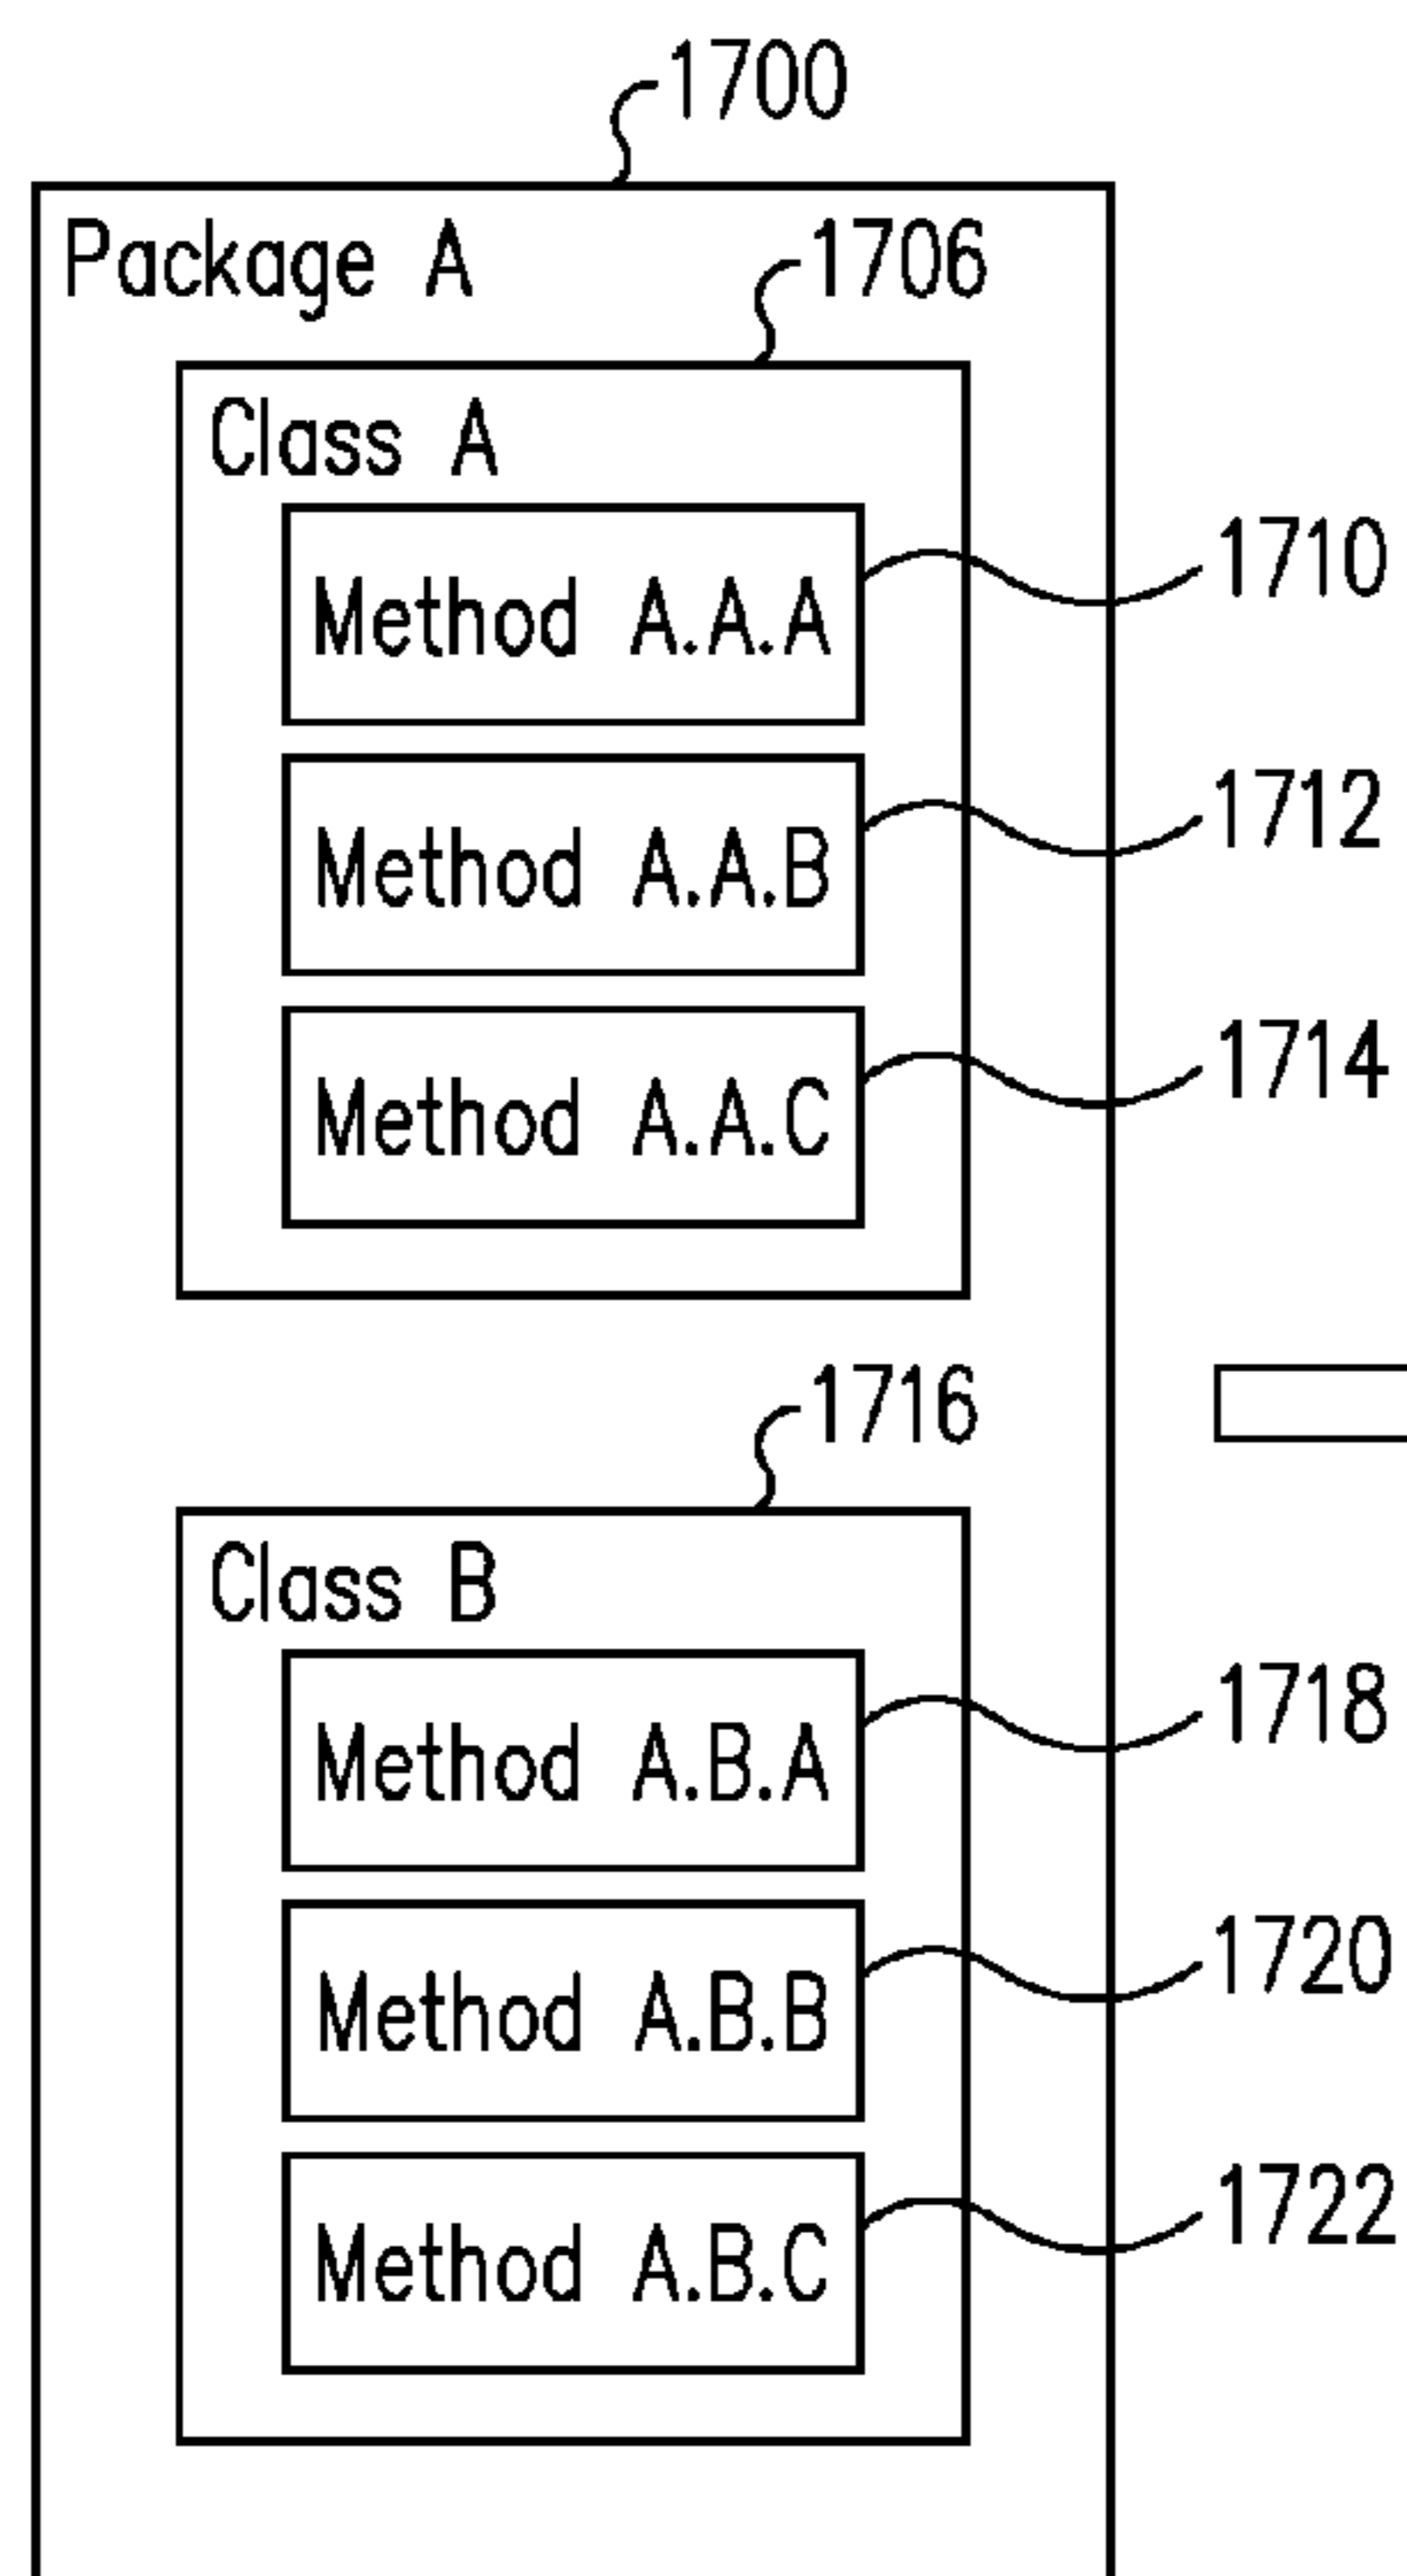 1700
Package A
1706
Class A
Method A.A.A
1710
Method A.A.B
1712
Method A.A.C
1714
1716
Class B
Method A.B.A
1718
Method A.B.B
1720
Method A.B.C
1722